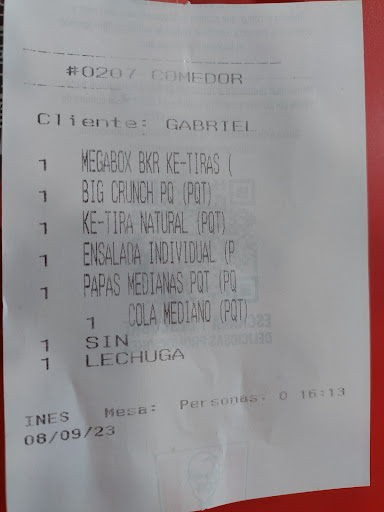 #0207 COMEDOR
Cliente: GABRIEL
1 MEGABOX BKR KE-TIRAS (
1 BIG CRUNCH PQ (PQT)
1 KE-TIRA NATURAL (PQT)
1 ENSALADA INDIVIDUAL (P
1 PAPAS MEDIANAS PQT (PQ
1 COLA MEDIANO (PQT)
1 SIN
1 LECHUGA
INES Mesa: Personas: 0 16:13
08/09/23